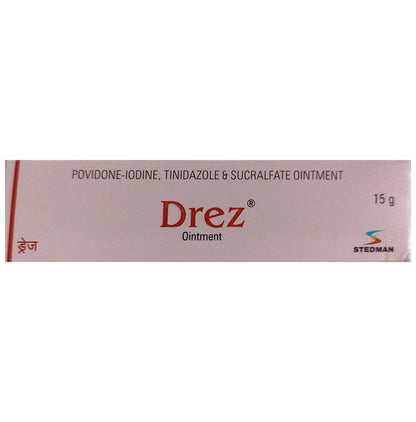 POVIDONE-IODINE, TINIDAZOLE & SUCRALFATE OINTMENT
15 g
Drez®
Ointment
ड्रेज़
STEDMAN